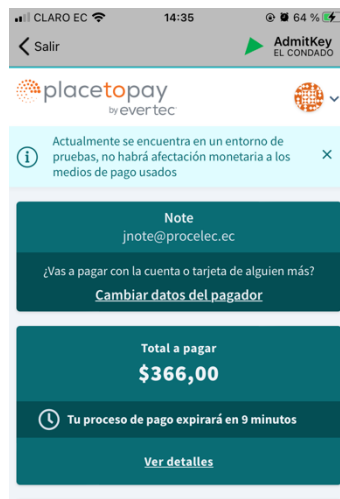 CLARO EC 14:35 64 %
Salir AdmitKey
EL CONDADO
placetopay
by evertec
Actualmente se encuentra en un entorno de
pruebas, no habrá afectación monetaria a los
medios de pago usados
Note
jnote@procelec.ec
¿Vas a pagar con la cuenta o tarjeta de alguien más?
Cambiar datos del pagador
Total a pagar
$366,00
Tu proceso de pago expirará en 9 minutos
Ver detalles